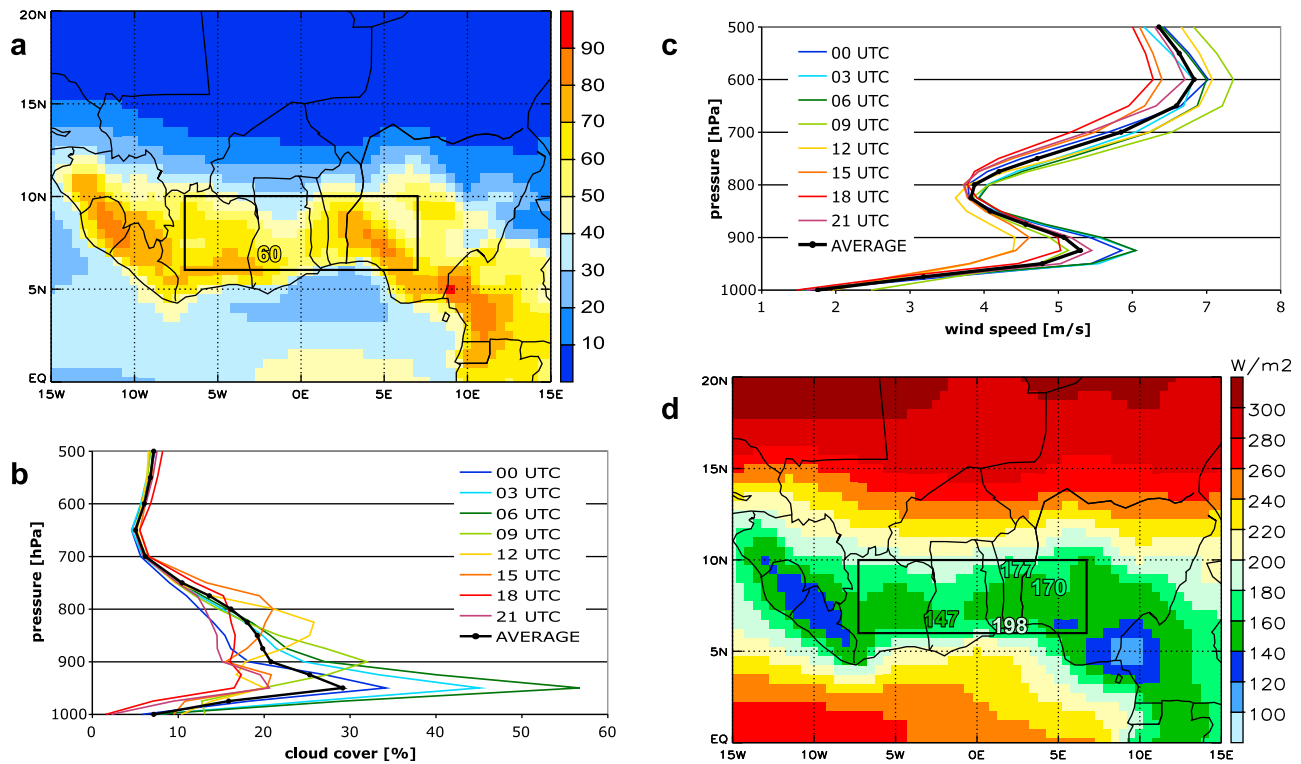 a
20N
15N
10N
5N
EQ
15W 10W 5W 0E 5E 10E 15E
60
90
80
70
60
50
40
30
20
10
b
500
600
700
800
900
1000
pressure [hPa]
0 10 20 30 40 50 60
cloud cover [%]
00 UTC
03 UTC
06 UTC
09 UTC
12 UTC
15 UTC
18 UTC
21 UTC
AVERAGE
c
500
600
700
800
900
1000
pressure [hPa]
1 2 3 4 5 6 7 8
wind speed [m/s]
00 UTC
03 UTC
06 UTC
09 UTC
12 UTC
15 UTC
18 UTC
21 UTC
AVERAGE
d
W/m2
20N
15N
10N
5N
EQ
15W 10W 5W 0E 5E 10E 15E
177
170
147
198
300
280
260
240
220
200
180
160
140
120
100